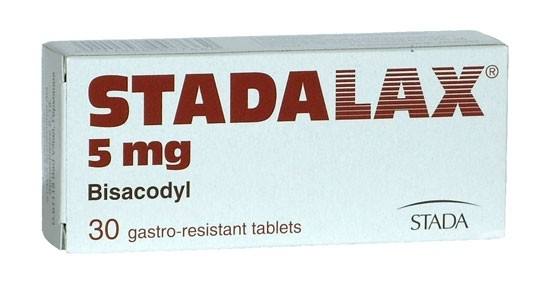 STADALAX®
5 mg
Bisacodyl
30 gastro-resistant tablets
STADA